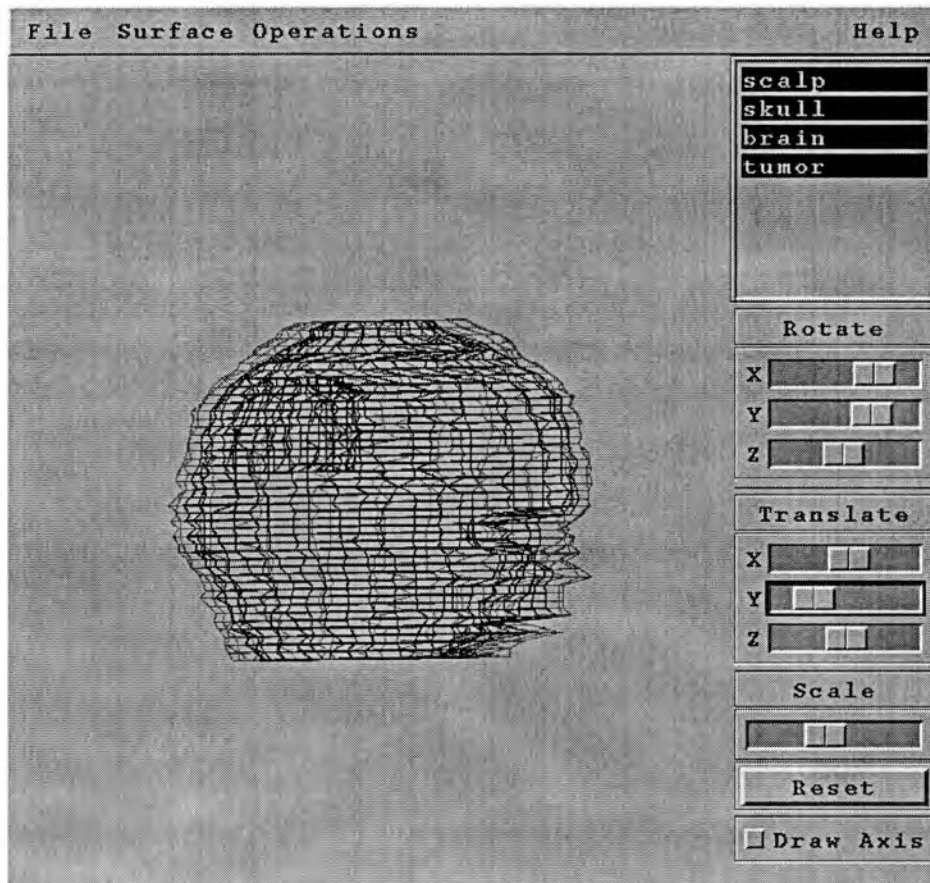 File Surface Operations Help
scalp
skull
brain
tumor
Rotate
X
Y
Z
Translate
X
Y
Z
Scale
Reset
Draw Axis